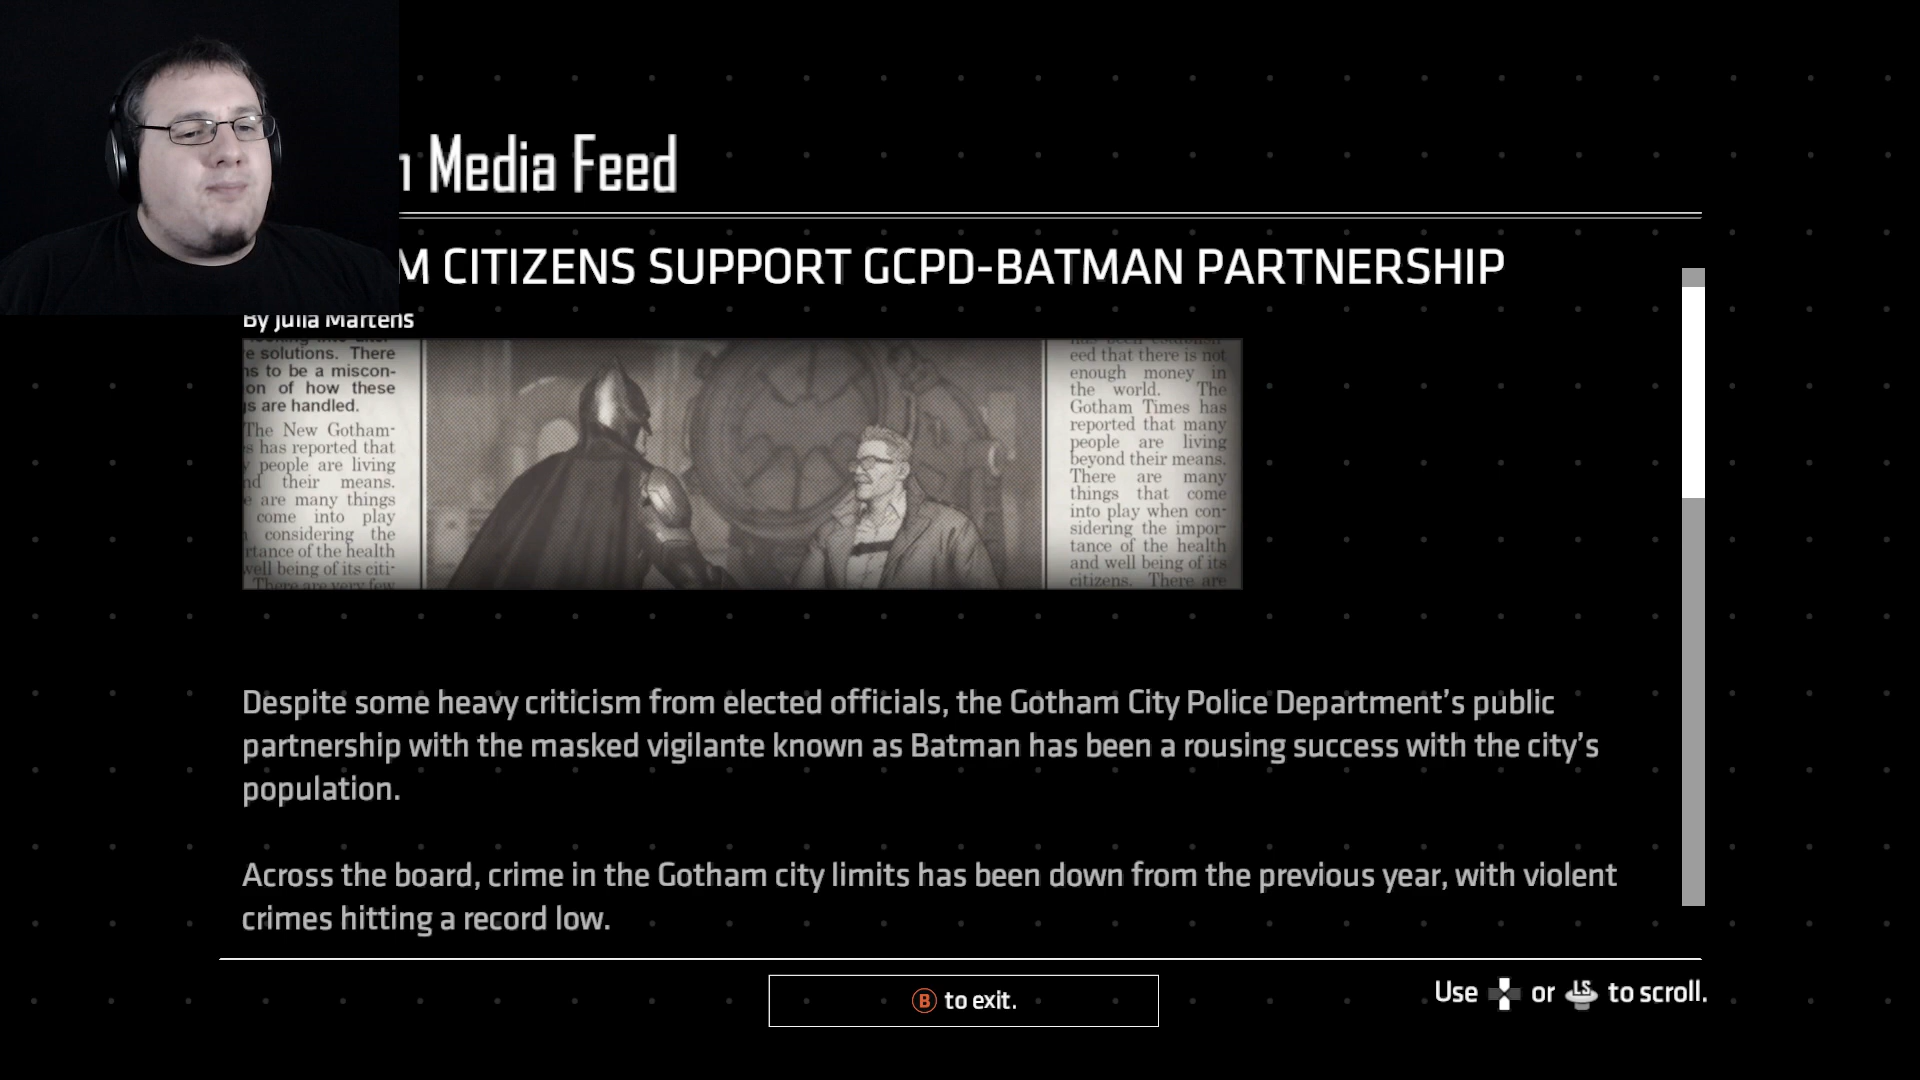 Media Feed
M CITIZENS SUPPORT GCPD-BATMAN PARTNERSHIP
By Julia Martens
e solutions. There
ns to be a miscon-
on of how these
gs are handled.
The New Gotham-
s has reported that
y people are living
nd their means.
e are many things
come into play
considering the
rtance of the health
well being of its citi-
There are very few
eed that there is not
enough money in
the world. The
Gotham Times has
reported that many
people are living
beyond their means.
There are many
things that come
into play when con-
sidering the impor-
tance of the health
and well being of its
citizens. There are
Despite some heavy criticism from elected officials, the Gotham City Police Department's public
partnership with the masked vigilante known as Batman has been a rousing success with the city's
population.
Across the board, crime in the Gotham city limits has been down from the previous year, with violent
crimes hitting a record low.
B to exit.
Use or LS to scroll.